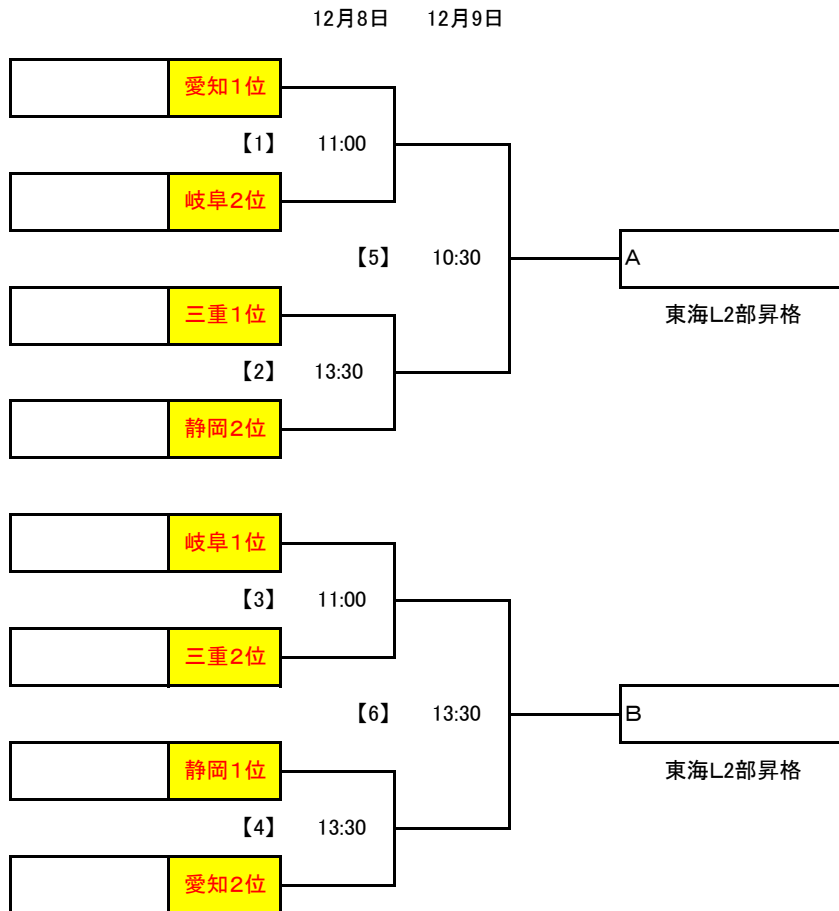 12月8日 12月9日
愛知1位
【1】 11:00
岐阜2位
【5】 10:30
A
三重1位
東海L2部昇格
【2】 13:30
静岡2位
岐阜1位
【3】 11:00
三重2位
【6】 13:30
B
静岡1位
東海L2部昇格
【4】 13:30
愛知2位